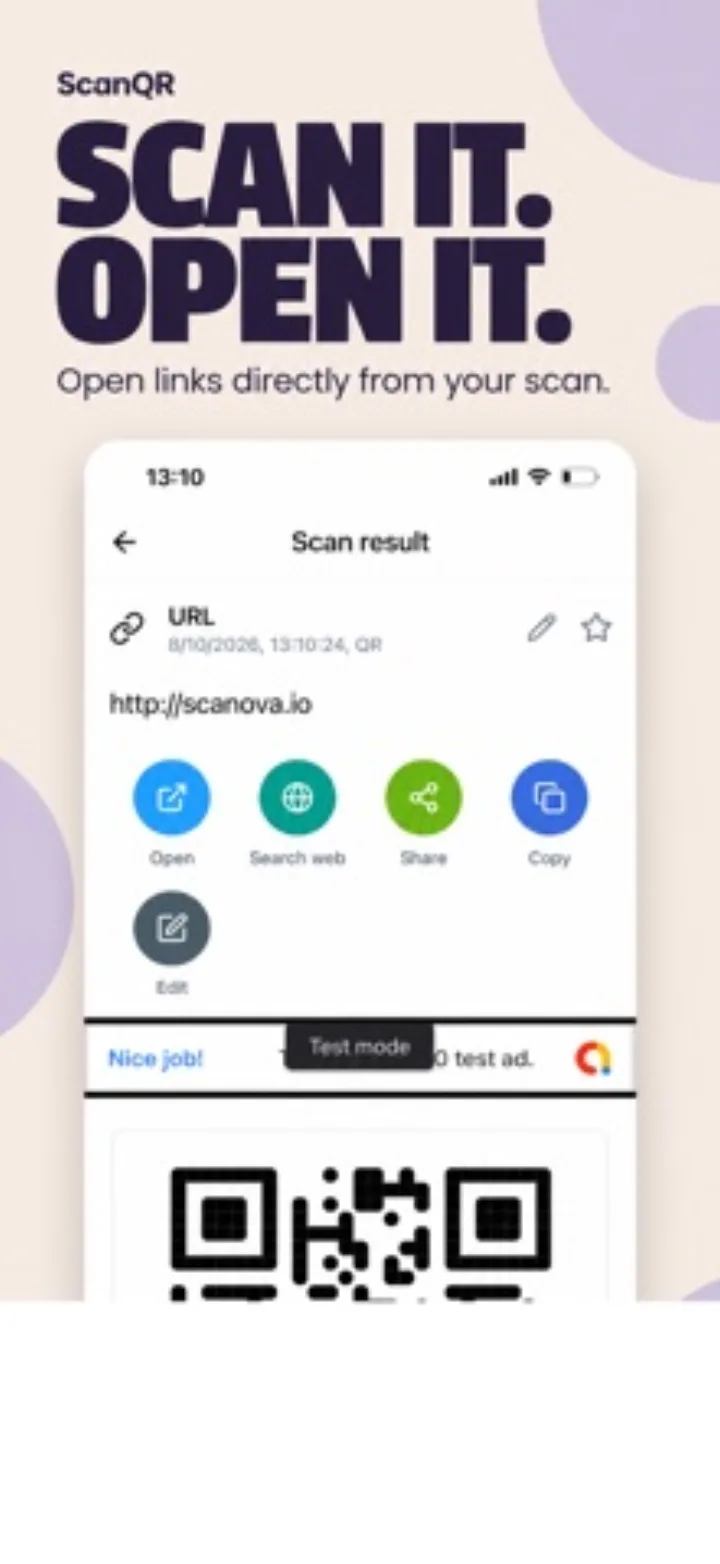 ScanQR
SCAN IT.
OPEN IT.
Open links directly from your scan.
13:10
Scan result
URL
8/10/2026, 13:10:24, QR
http://scanova.io
Open
Search web
Share
Copy
Edit
Test mode
Nice job!
0 test ad.